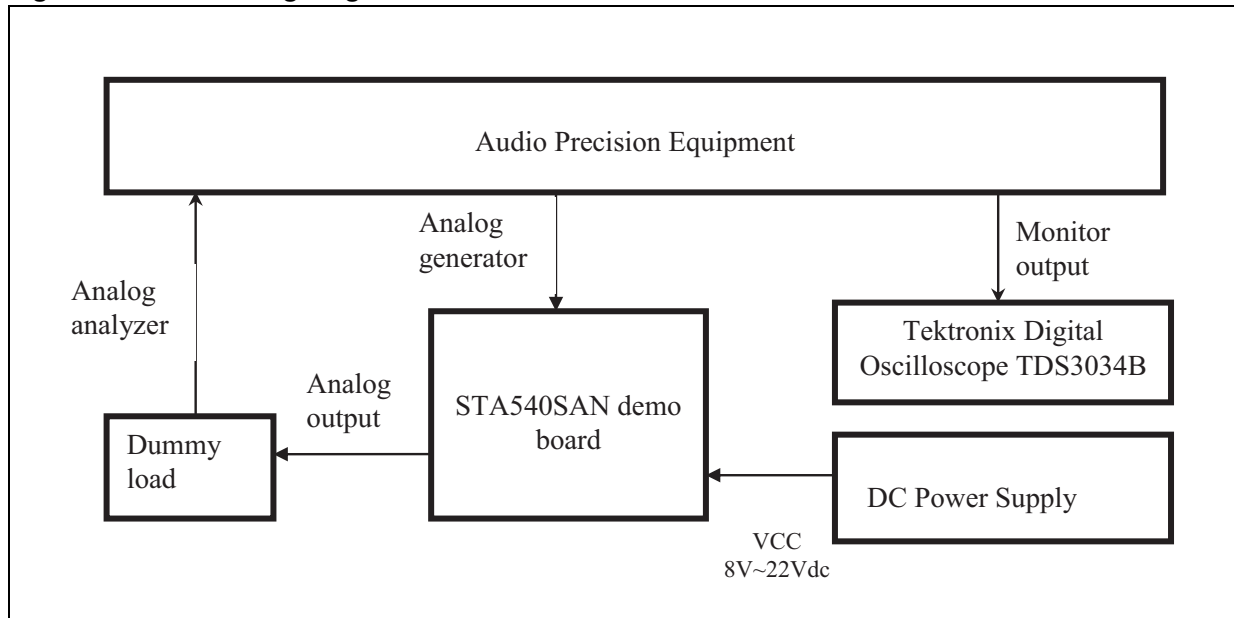 Audio Precision Equipment
Analog
generator
Monitor
output
Analog
analyzer
Tektronix Digital
Oscilloscope TDS3034B
Analog
output
STA540SAN demo
board
Dummy
load
DC Power Supply
VCC
8V~22Vdc